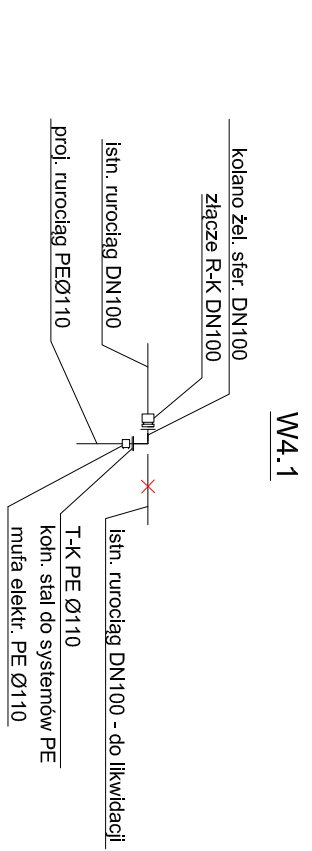 W4.1
kolano żel. sfer. DN100
złącze R-K DN100
istn. rurociąg DN100
proj. rurociąg PEØ110
istn. rurociąg DN100 - do likwidacji
T-K PE Ø110
kołn. stal do systemów PE
mufa elektr. PE Ø110